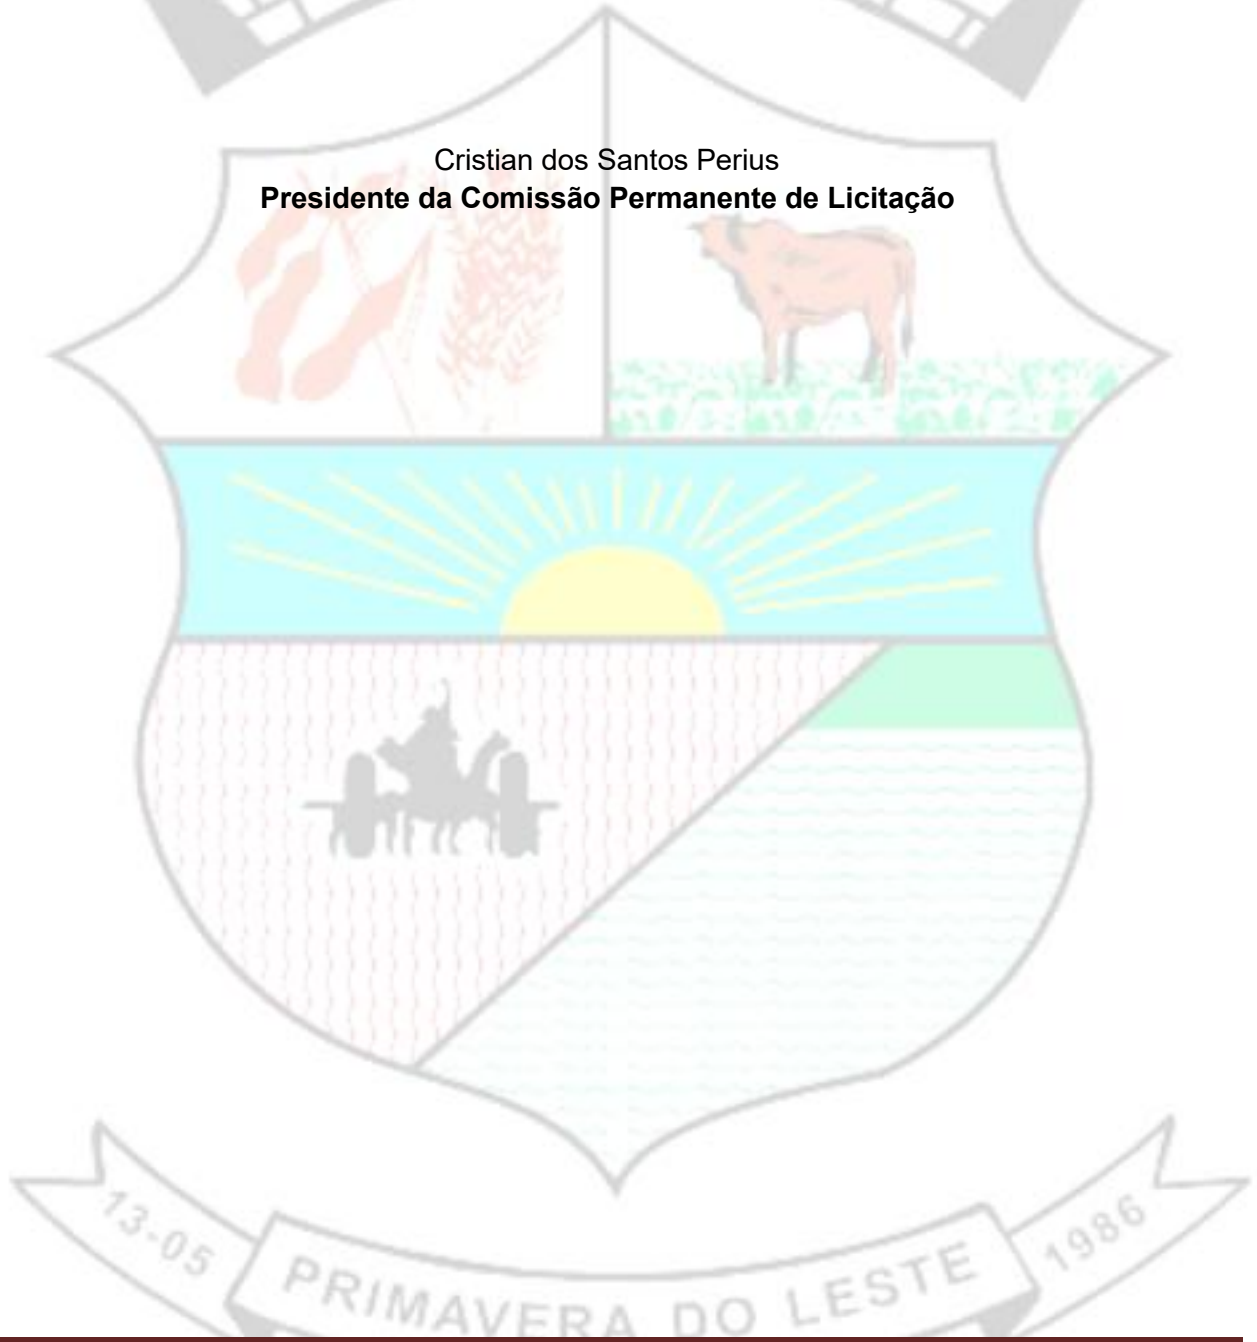 Cristian dos Santos Perius
Presidente da Comissão Permanente de Licitação
13-05
PRIMAVERA DO LESTE
1986